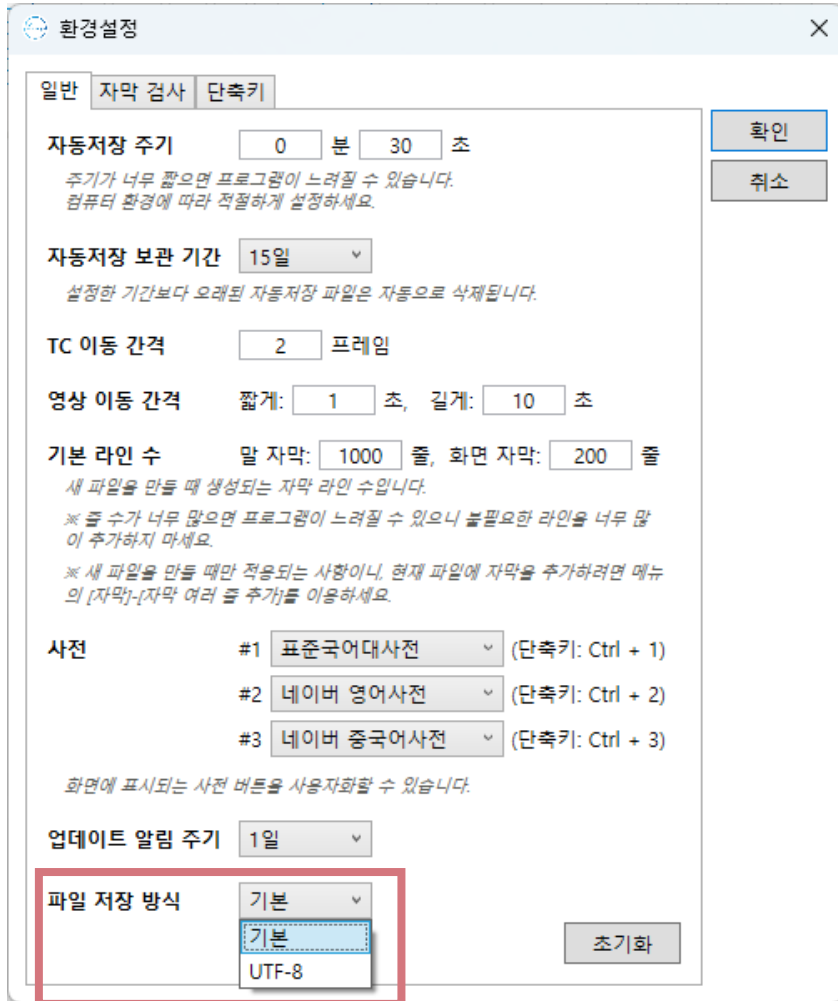 환경설정
일반 자막 검사 단축키
확인
취소
자동저장 주기 0 분 30 초
주기가 너무 짧으면 프로그램이 느려질 수 있습니다.
컴퓨터 환경에 따라 적절하게 설정하세요.
자동저장 보관 기간 15일
설정한 기간보다 오래된 자동저장 파일은 자동으로 삭제됩니다.
TC 이동 간격 2 프레임
영상 이동 간격 짧게: 1 초, 길게: 10 초
기본 라인 수 말 자막: 1000 줄, 화면 자막: 200 줄
새 파일을 만들 때 생성되는 자막 라인 수입니다.
※ 줄 수가 너무 많으면 프로그램이 느려질 수 있으니 불필요한 라인을 너무 많
이 추가하지 마세요.
※ 새 파일을 만들 때만 적용되는 사항이니, 현재 파일에 자막을 추가하려면 메뉴
의 [자막]-[자막 여러 줄 추가]를 이용하세요.
사전 #1 표준국어대사전 (단축키: Ctrl + 1)
#2 네이버 영어사전 (단축키: Ctrl + 2)
#3 네이버 중국어사전 (단축키: Ctrl + 3)
화면에 표시되는 사전 버튼을 사용자화할 수 있습니다.
업데이트 알림 주기 1일
파일 저장 방식 기본
기본
UTF-8
초기화